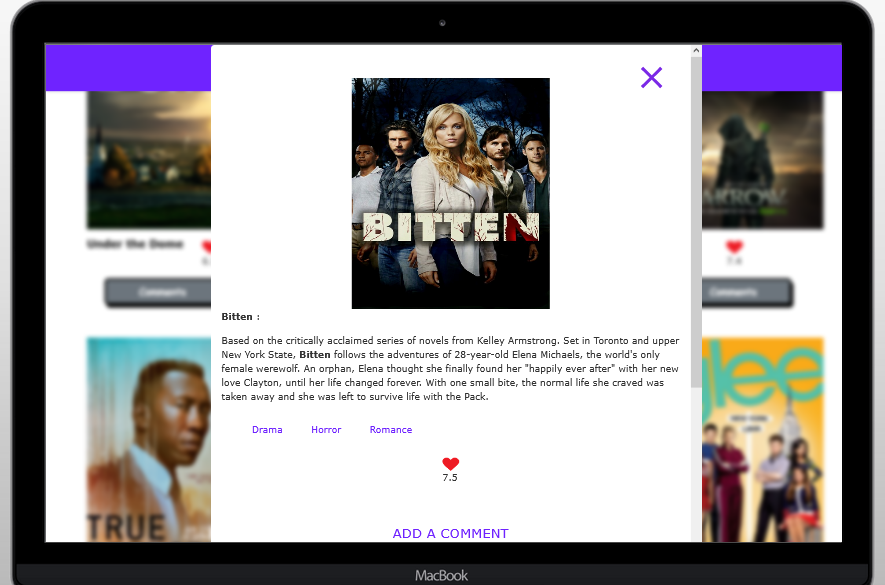 BITTEN
Bitten :
Based on the critically acclaimed series of novels from Kelley Armstrong. Set in Toronto and upper
New York State, Bitten follows the adventures of 28-year-old Elena Michaels, the world's only
female werewolf. An orphan, Elena thought she finally found her "happily ever after" with her new
love Clayton, until her life changed forever. With one small bite, the normal life she craved was
taken away and she was left to survive life with the Pack.
Drama Horror Romance
7.5
ADD A COMMENT
Under the Dome
Comments
TRUE
ARROW
7.4
Comments
glee
MacBook